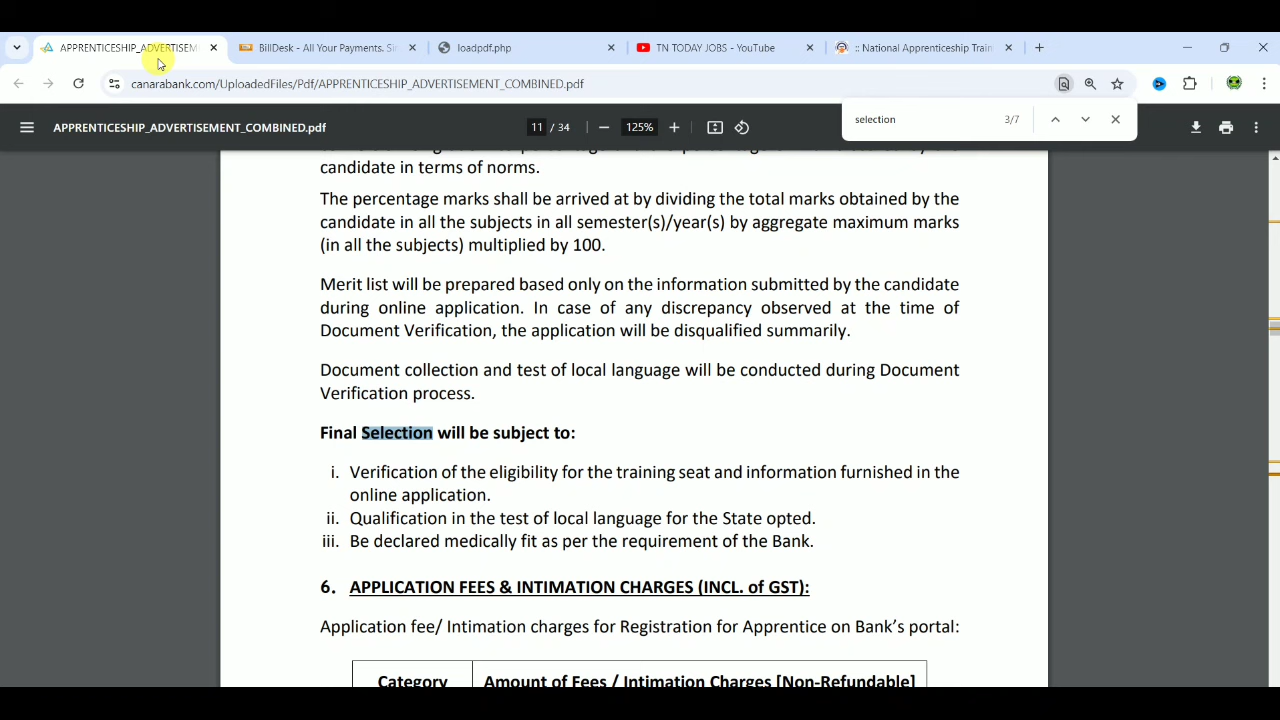 APPRENTICESHIP_ADVERTISEM
BillDesk - All Your Payments. Sin
loadpdf.php
TN TODAY JOBS - YouTube
:: National Apprenticeship Train
canarabank.com/UploadedFiles/Pdf/APPRENTICESHIP_ADVERTISEMENT_COMBINED.pdf
selection 3/7
APPRENTICESHIP_ADVERTISEMENT_COMBINED.pdf
11 / 34
125%
candidate in terms of norms.
The percentage marks shall be arrived at by dividing the total marks obtained by the
candidate in all the subjects in all semester(s)/year(s) by aggregate maximum marks
(in all the subjects) multiplied by 100.
Merit list will be prepared based only on the information submitted by the candidate
during online application. In case of any discrepancy observed at the time of
Document Verification, the application will be disqualified summarily.
Document collection and test of local language will be conducted during Document
Verification process.
Final Selection will be subject to:
i. Verification of the eligibility for the training seat and information furnished in the
online application.
ii. Qualification in the test of local language for the State opted.
iii. Be declared medically fit as per the requirement of the Bank.
6. APPLICATION FEES & INTIMATION CHARGES (INCL. of GST):
Application fee/ Intimation charges for Registration for Apprentice on Bank's portal:
Category Amount of Fees / Intimation Charges [Non-Refundable]